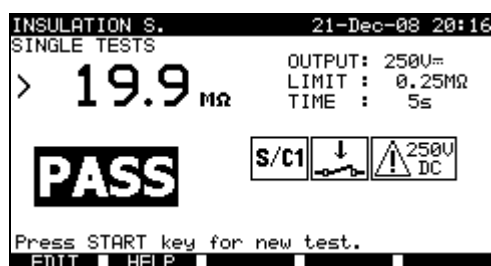 INSULATION S. 21-Dec-08 20:16
SINGLE TESTS
> 19.9 MΩ
OUTPUT: 250V⎓
LIMIT : 0.25MΩ
TIME : 5s
PASS
S/C1
250V
DC
Press START key for new test.
EDIT HELP